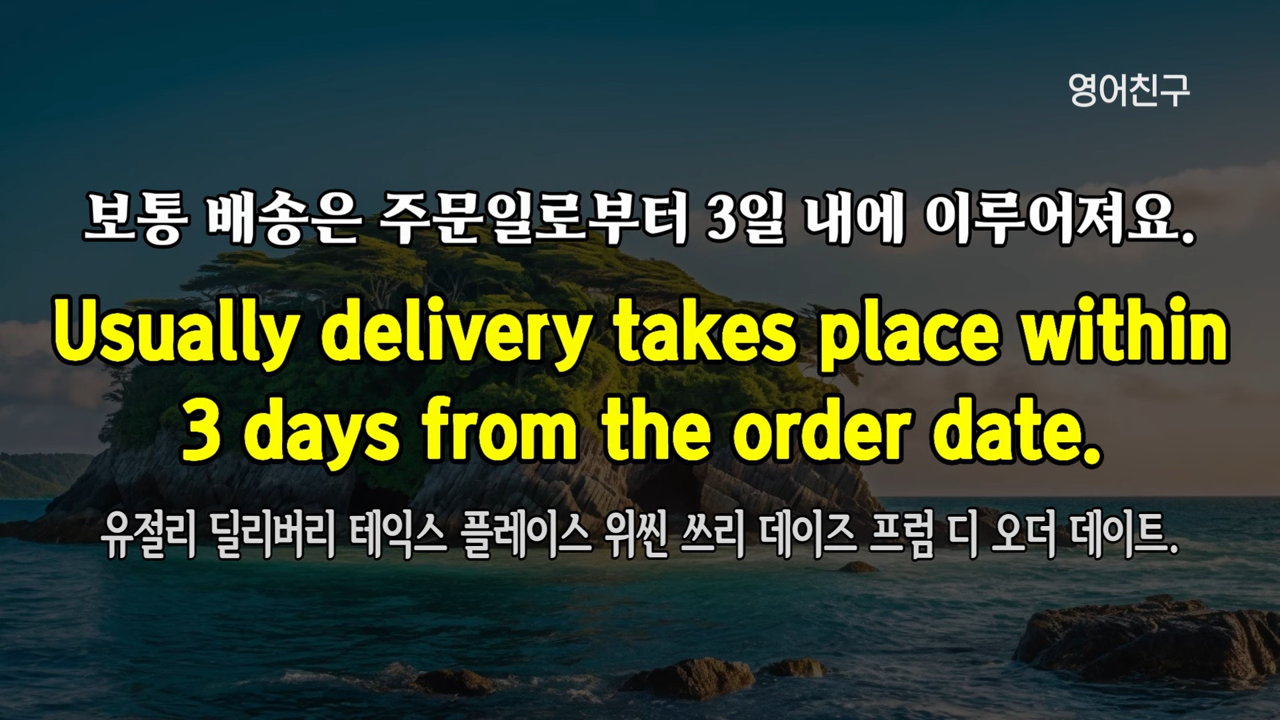 영어친구
보통 배송은 주문일로부터 3일 내에 이루어져요.
Usually delivery takes place within
3 days from the order date.
유절리 딜리버리 테익스 플레이스 위씬 쓰리 데이즈 프럼 디 오더 데이트.